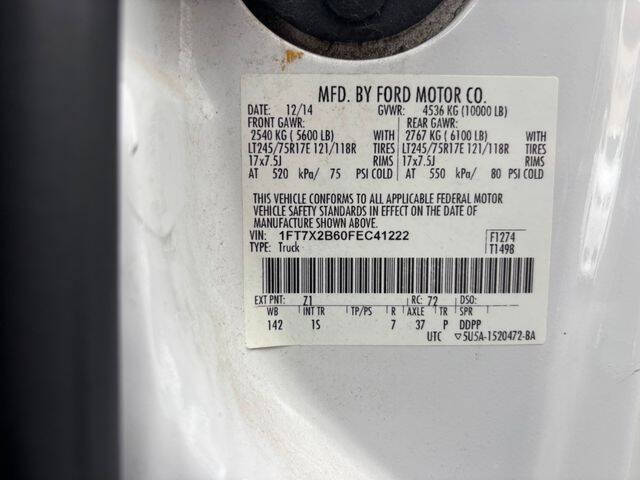 MFD. BY FORD MOTOR CO.
DATE: 12/14 GVWR: 4536 KG (10000 LB)
FRONT GAWR: REAR GAWR:
2540 KG ( 5600 LB) WITH 2767 KG ( 6100 LB) WITH
LT245/75R17E 121/118R TIRES LT245/75R17E 121/118R TIRES
17x7.5J RIMS 17x7.5J RIMS
AT 520 kPa/ 75 PSI COLD AT 550 kPa/ 80 PSI COLD
THIS VEHICLE CONFORMS TO ALL APPLICABLE FEDERAL MOTOR
VEHICLE SAFETY STANDARDS IN EFFECT ON THE DATE OF
MANUFACTURE SHOWN ABOVE.
VIN: 1FT7X2B60FEC41222 F1274
TYPE: Truck T1498
EXT PNT: Z1 RC: 72 DSO:
WB INT TR TP/PS R AXLE TR SPR
142 1S 7 37 P DDPP
UTC ▽5U5A-1520472-BA